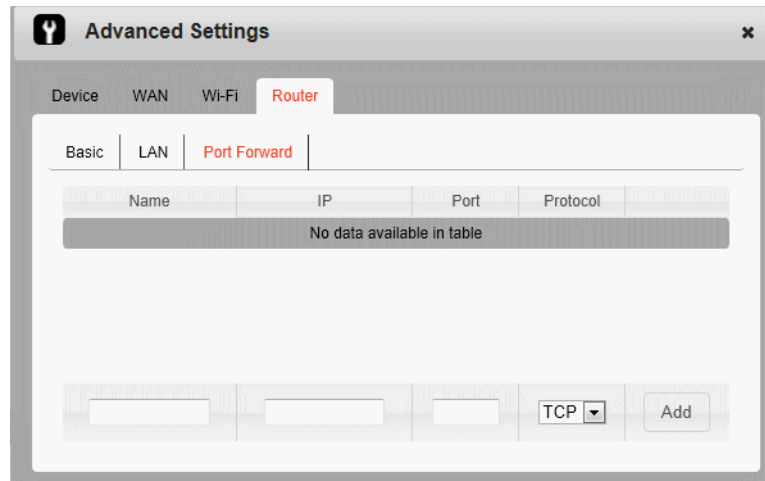 Advanced Settings
Device WAN Wi-Fi Router
Basic LAN Port Forward
Name IP Port Protocol
No data available in table
TCP Add